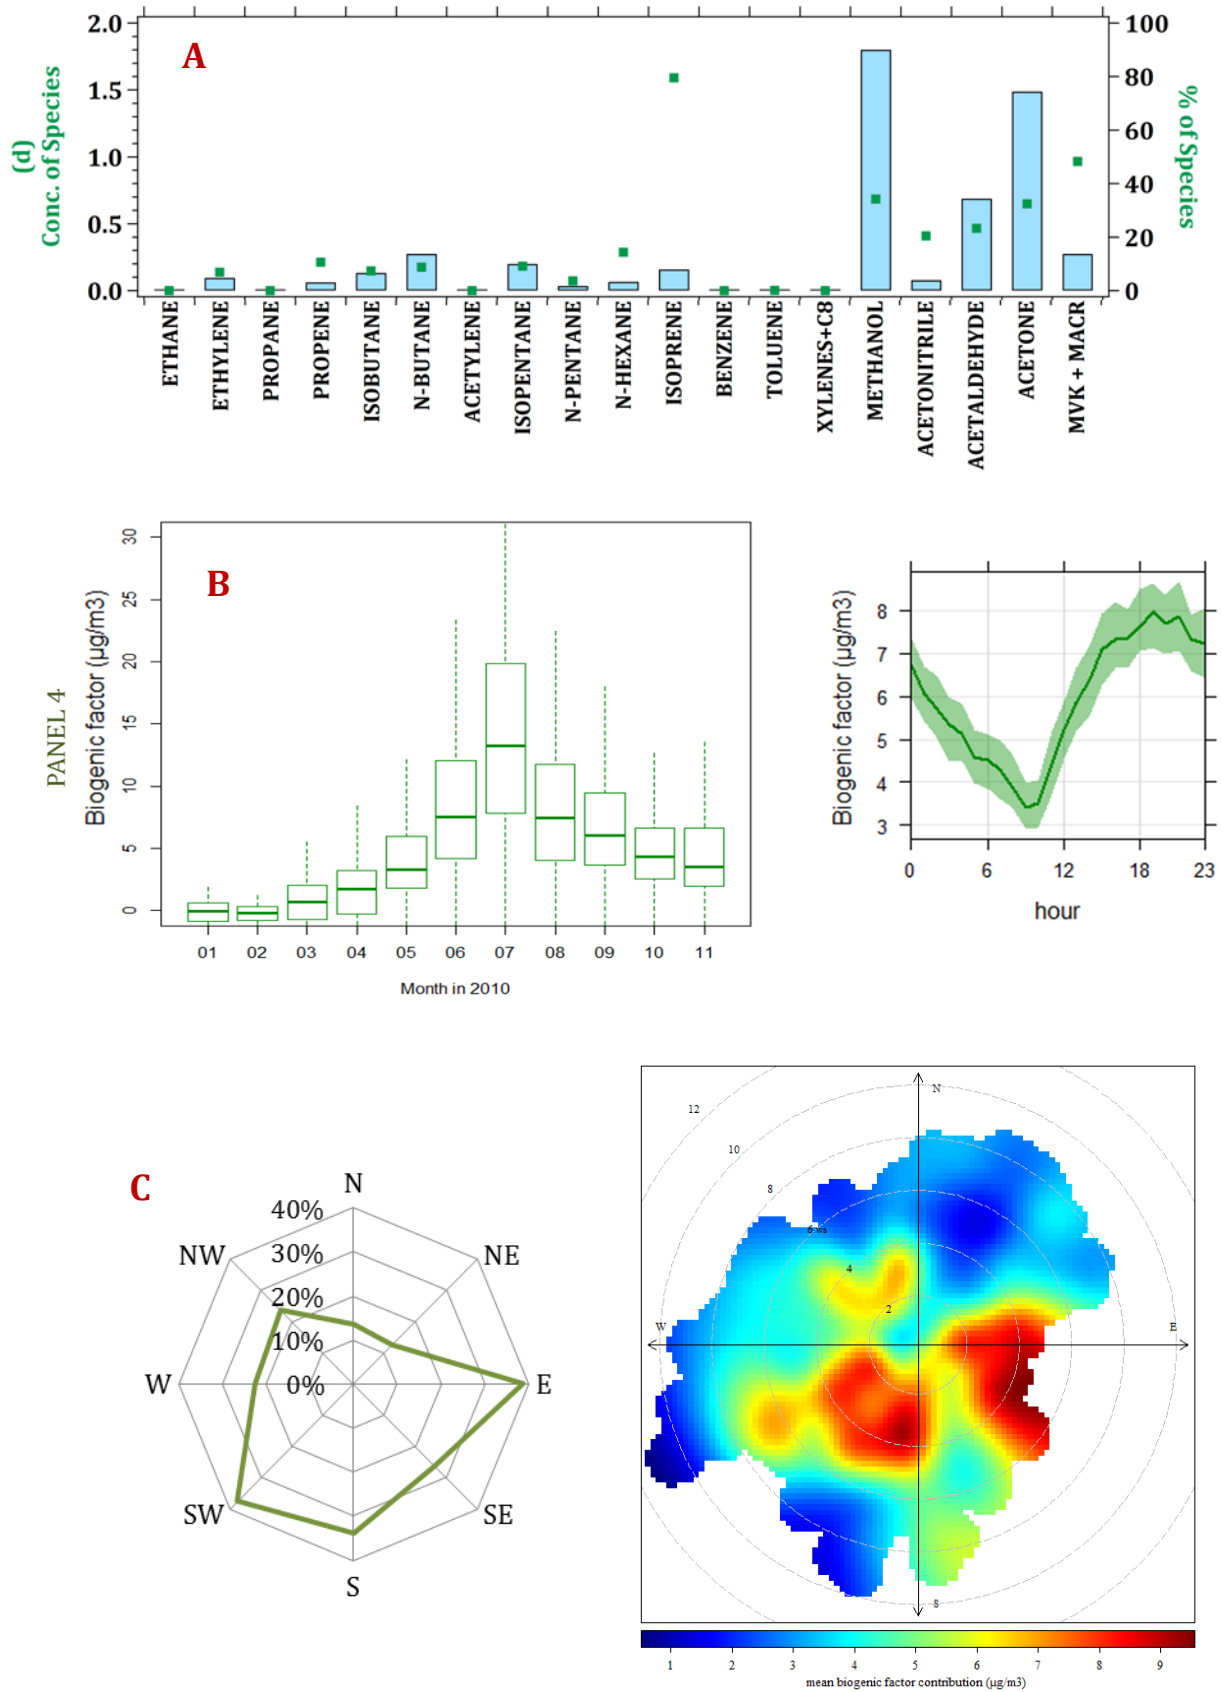 A
(d)
Conc. of Species
% of Species
2.0
1.5
1.0
0.5
0.0
100
80
60
40
20
0
ETHANE
ETHYLENE
PROPANE
PROPENE
ISOBUTANE
N-BUTANE
ACETYLENE
ISOPENTANE
N-PENTANE
N-HEXANE
ISOPRENE
BENZENE
TOLUENE
XYLENES+C8
METHANOL
ACETONITRILE
ACETALDEHYDE
ACETONE
MVK + MACR
PANEL 4
B
Biogenic factor (µg/m3)
30
25
20
15
10
5
0
01 02 03 04 05 06 07 08 09 10 11
Month in 2010
Biogenic factor (µg/m3)
8
7
6
5
4
3
0 6 12 18 23
hour
C
N
NE
E
SE
S
SW
W
NW
40%
30%
20%
10%
0%
N
12
10
8
6 ws
4
2
W
E
S
1 2 3 4 5 6 7 8 9
mean biogenic factor contribution (µg/m3)